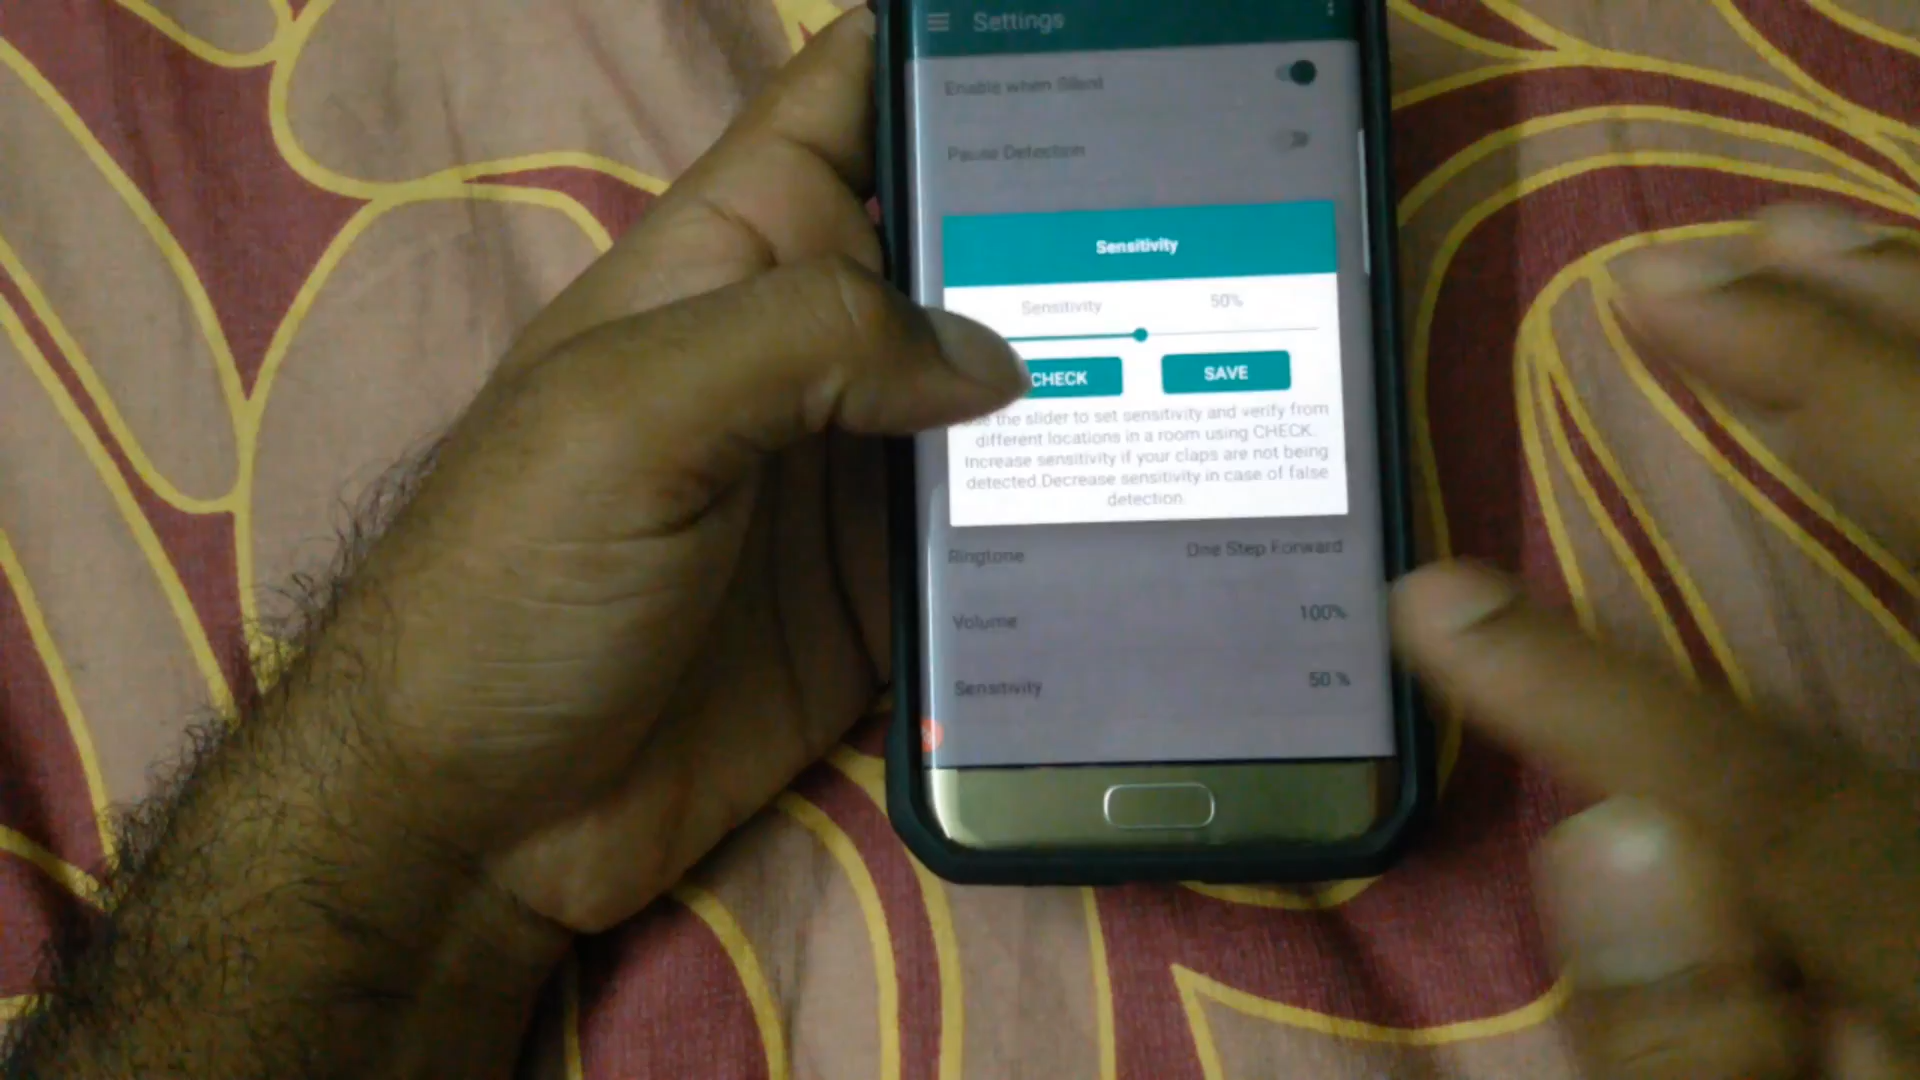 Settings
Enable when Silent
Pause Detection
Sensitivity
Sensitivity 50%
CHECK SAVE
the slider to set sensitivity and verify from
different locations in a room using CHECK.
Increase sensitivity if your claps are not being
detected.Decrease sensitivity in case of false
detection.
Ringtone One Step Forward
Volume 100%
Sensitivity 50 %